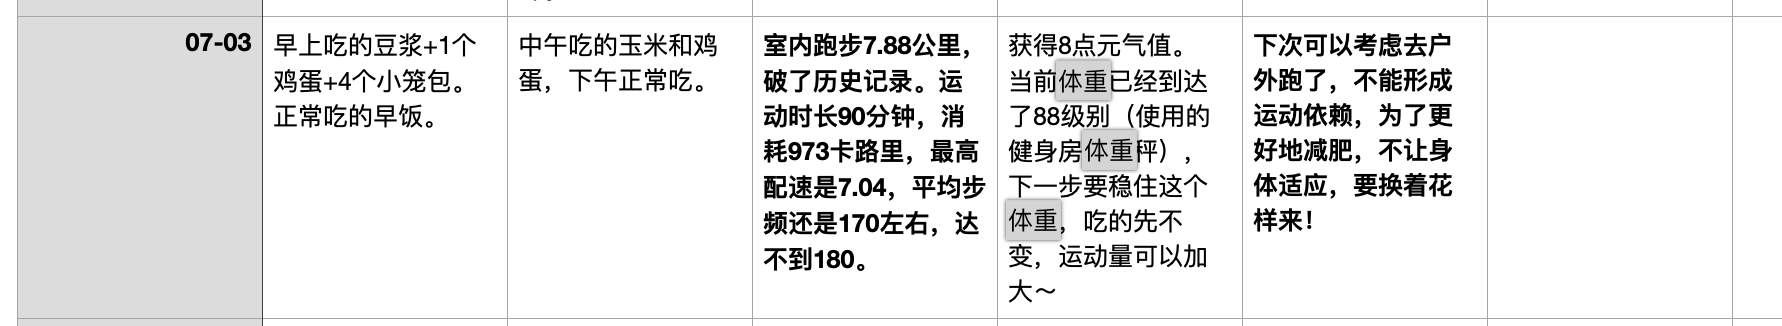 07-03
早上吃的豆浆+1个
鸡蛋+4个小笼包。
正常吃的早饭。
中午吃的玉米和鸡
蛋，下午正常吃。
室内跑步7.88公里，
破了历史记录。运
动时长90分钟，消
耗973卡路里，最高
配速是7.04，平均步
频还是170左右，达
不到180。
获得8点元气值。
当前体重已经到达
了88级别（使用的
健身房体重秤），
下一步要稳住这个
体重，吃的先不
变，运动量可以加
大～
下次可以考虑去户
外跑了，不能形成
运动依赖，为了更
好地减肥，不让身
体适应，要换着花
样来！